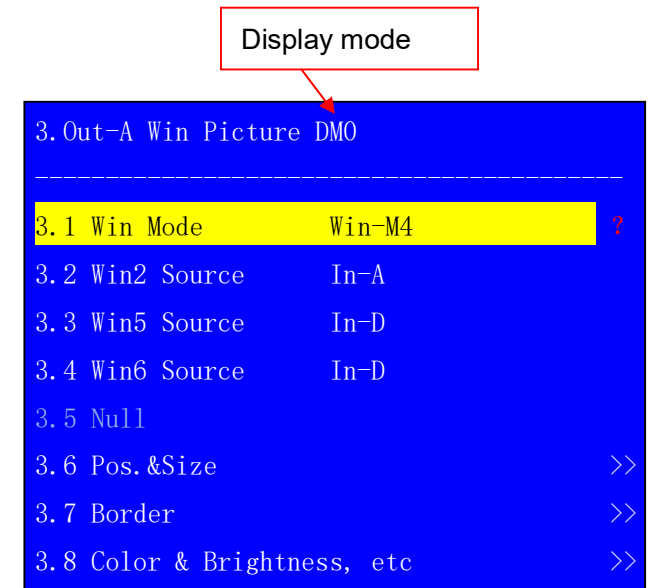 Display mode
3.Out-A Win Picture DM0
------------------------------------------
3.1 Win Mode Win-M4 ?
3.2 Win2 Source In-A
3.3 Win5 Source In-D
3.4 Win6 Source In-D
3.5 Null
3.6 Pos.&Size >>
3.7 Border >>
3.8 Color & Brightness, etc >>